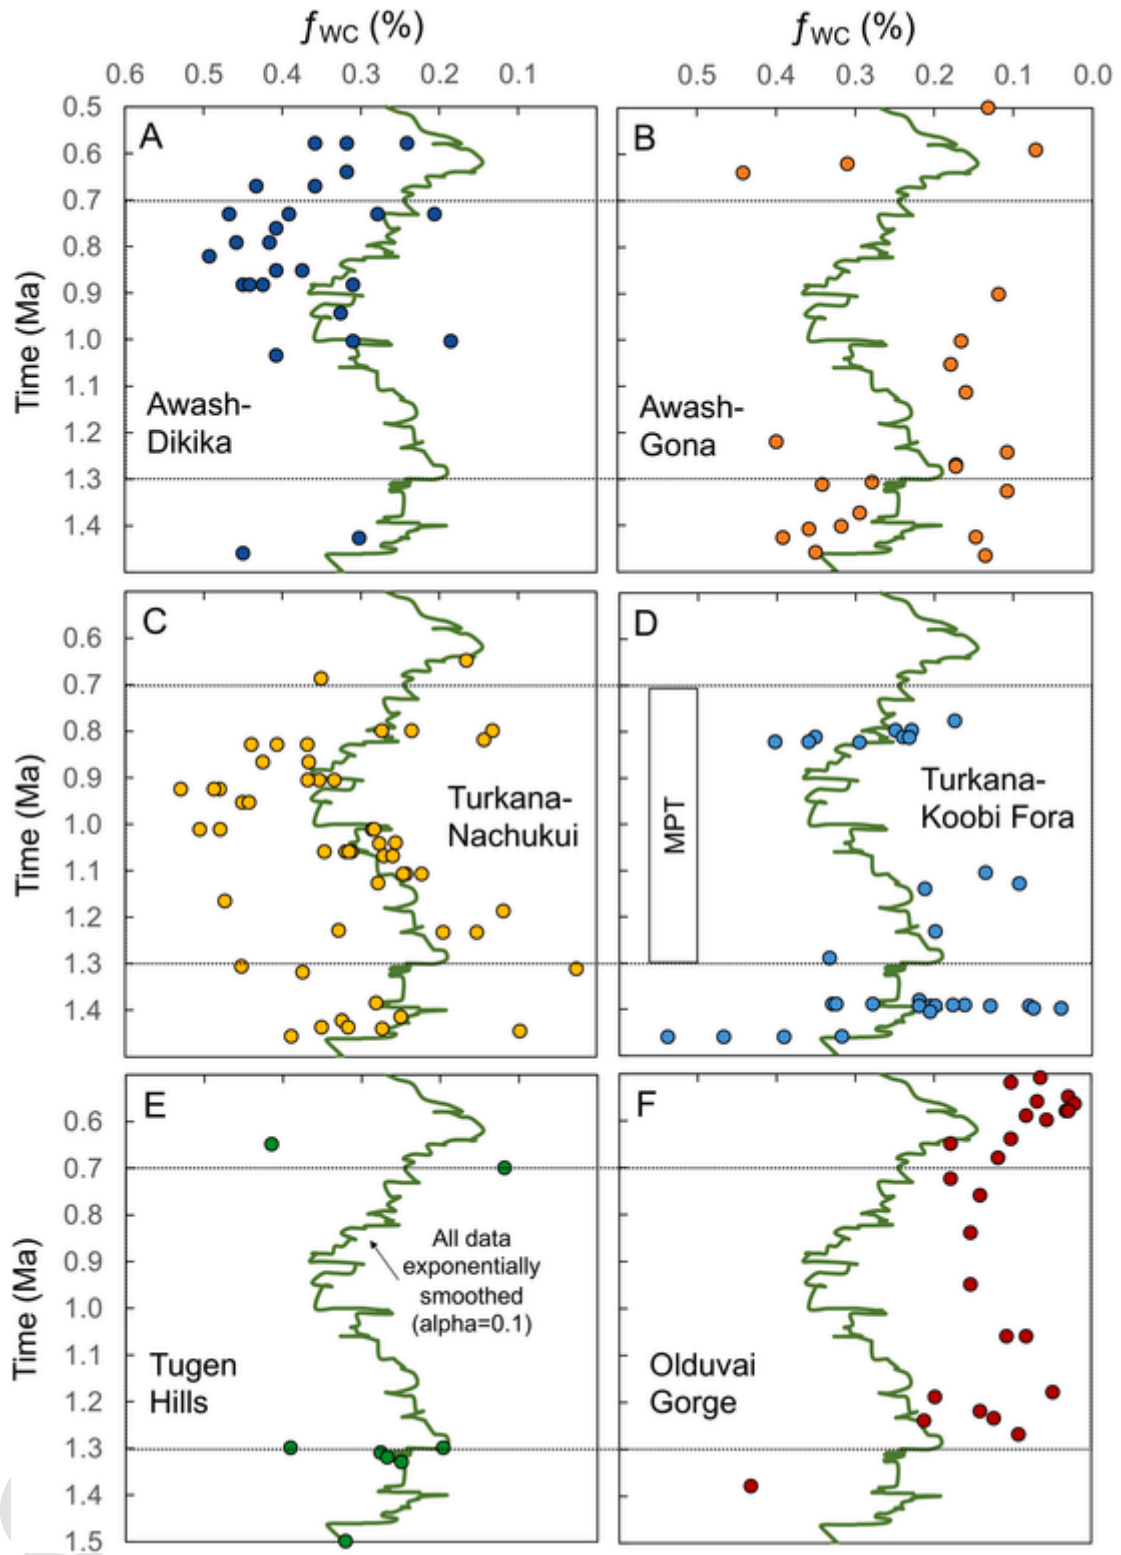 fWC (%)
fWC (%)
0.6 0.5 0.4 0.3 0.2 0.1
0.5 0.4 0.3 0.2 0.1 0.0
0.5
0.6
0.7
0.8
0.9
1.0
1.1
1.2
1.3
1.4
Time (Ma)
A
Awash-
Dikika
B
Awash-
Gona
0.6
0.7
0.8
0.9
1.0
1.1
1.2
1.3
1.4
Time (Ma)
C
Turkana-
Nachukui
D
MPT
Turkana-
Koobi Fora
0.6
0.7
0.8
0.9
1.0
1.1
1.2
1.3
1.4
1.5
Time (Ma)
E
All data
exponentially
smoothed
(alpha=0.1)
Tugen
Hills
F
Olduvai
Gorge